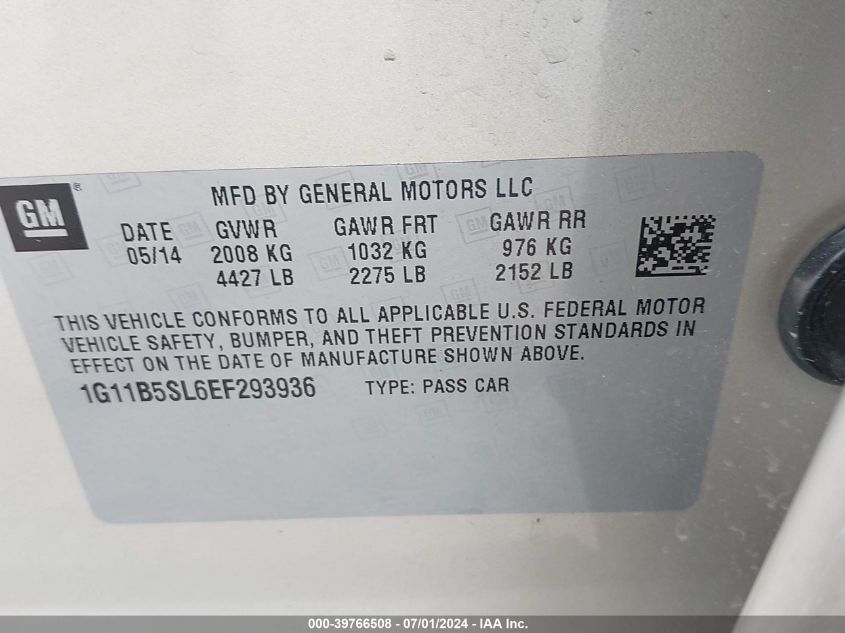 GM ® MFD BY GENERAL MOTORS LLC
DATE GVWR GAWR FRT GAWR RR
05/14 2008 KG 1032 KG 976 KG
4427 LB 2275 LB 2152 LB
THIS VEHICLE CONFORMS TO ALL APPLICABLE U.S. FEDERAL MOTOR
VEHICLE SAFETY, BUMPER, AND THEFT PREVENTION STANDARDS IN
EFFECT ON THE DATE OF MANUFACTURE SHOWN ABOVE.
1G11B5SL6EF293936 TYPE: PASS CAR
000-39766508 - 07/01/2024 - IAA Inc.